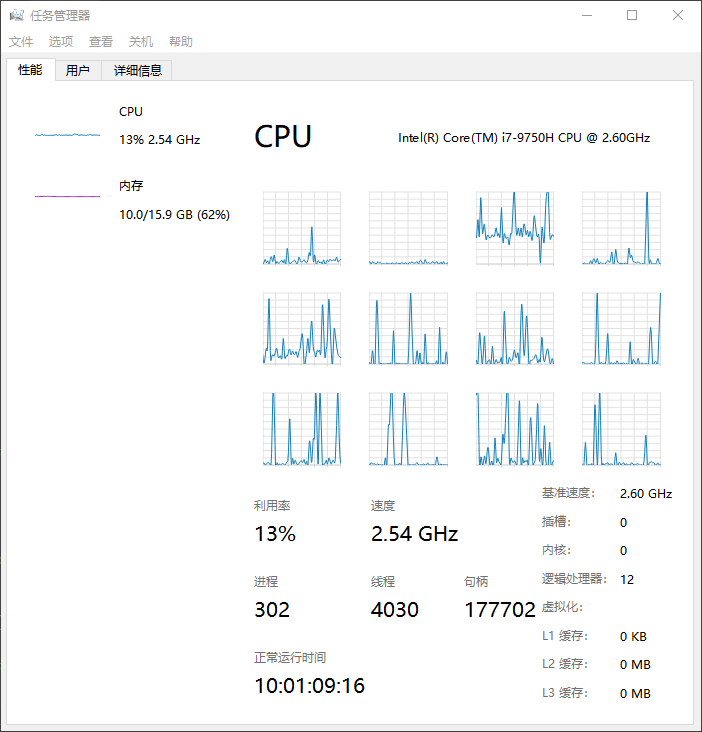 任务管理器
文件 选项 查看 关机 帮助
性能 用户 详细信息
CPU
13% 2.54 GHz
内存
10.0/15.9 GB (62%)
CPU Intel(R) Core(TM) i7-9750H CPU @ 2.60GHz
利用率 速度
13% 2.54 GHz
进程 线程 句柄
302 4030 177702
正常运行时间
10:01:09:16
基准速度: 2.60 GHz
插槽: 0
内核: 0
逻辑处理器: 12
虚拟化:
L1 缓存: 0 KB
L2 缓存: 0 MB
L3 缓存: 0 MB